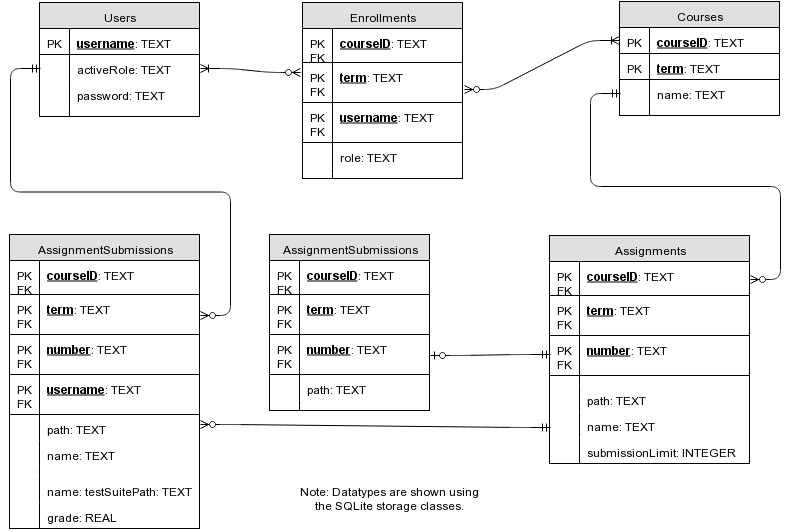 Users
PK username: TEXT
activeRole: TEXT
password: TEXT
Enrollments
PK courseID: TEXT
FK
PK term: TEXT
FK
PK username: TEXT
FK
role: TEXT
Courses
PK courseID: TEXT
PK term: TEXT
name: TEXT
AssignmentSubmissions
PK courseID: TEXT
FK
PK term: TEXT
FK
PK number: TEXT
FK
PK username: TEXT
FK
path: TEXT
name: TEXT
name: testSuitePath: TEXT
grade: REAL
AssignmentSubmissions
PK courseID: TEXT
FK
PK term: TEXT
FK
PK number: TEXT
FK
path: TEXT
Assignments
PK courseID: TEXT
FK
PK term: TEXT
FK
PK number: TEXT
FK
path: TEXT
name: TEXT
submissionLimit: INTEGER
Note: Datatypes are shown using
the SQLite storage classes.